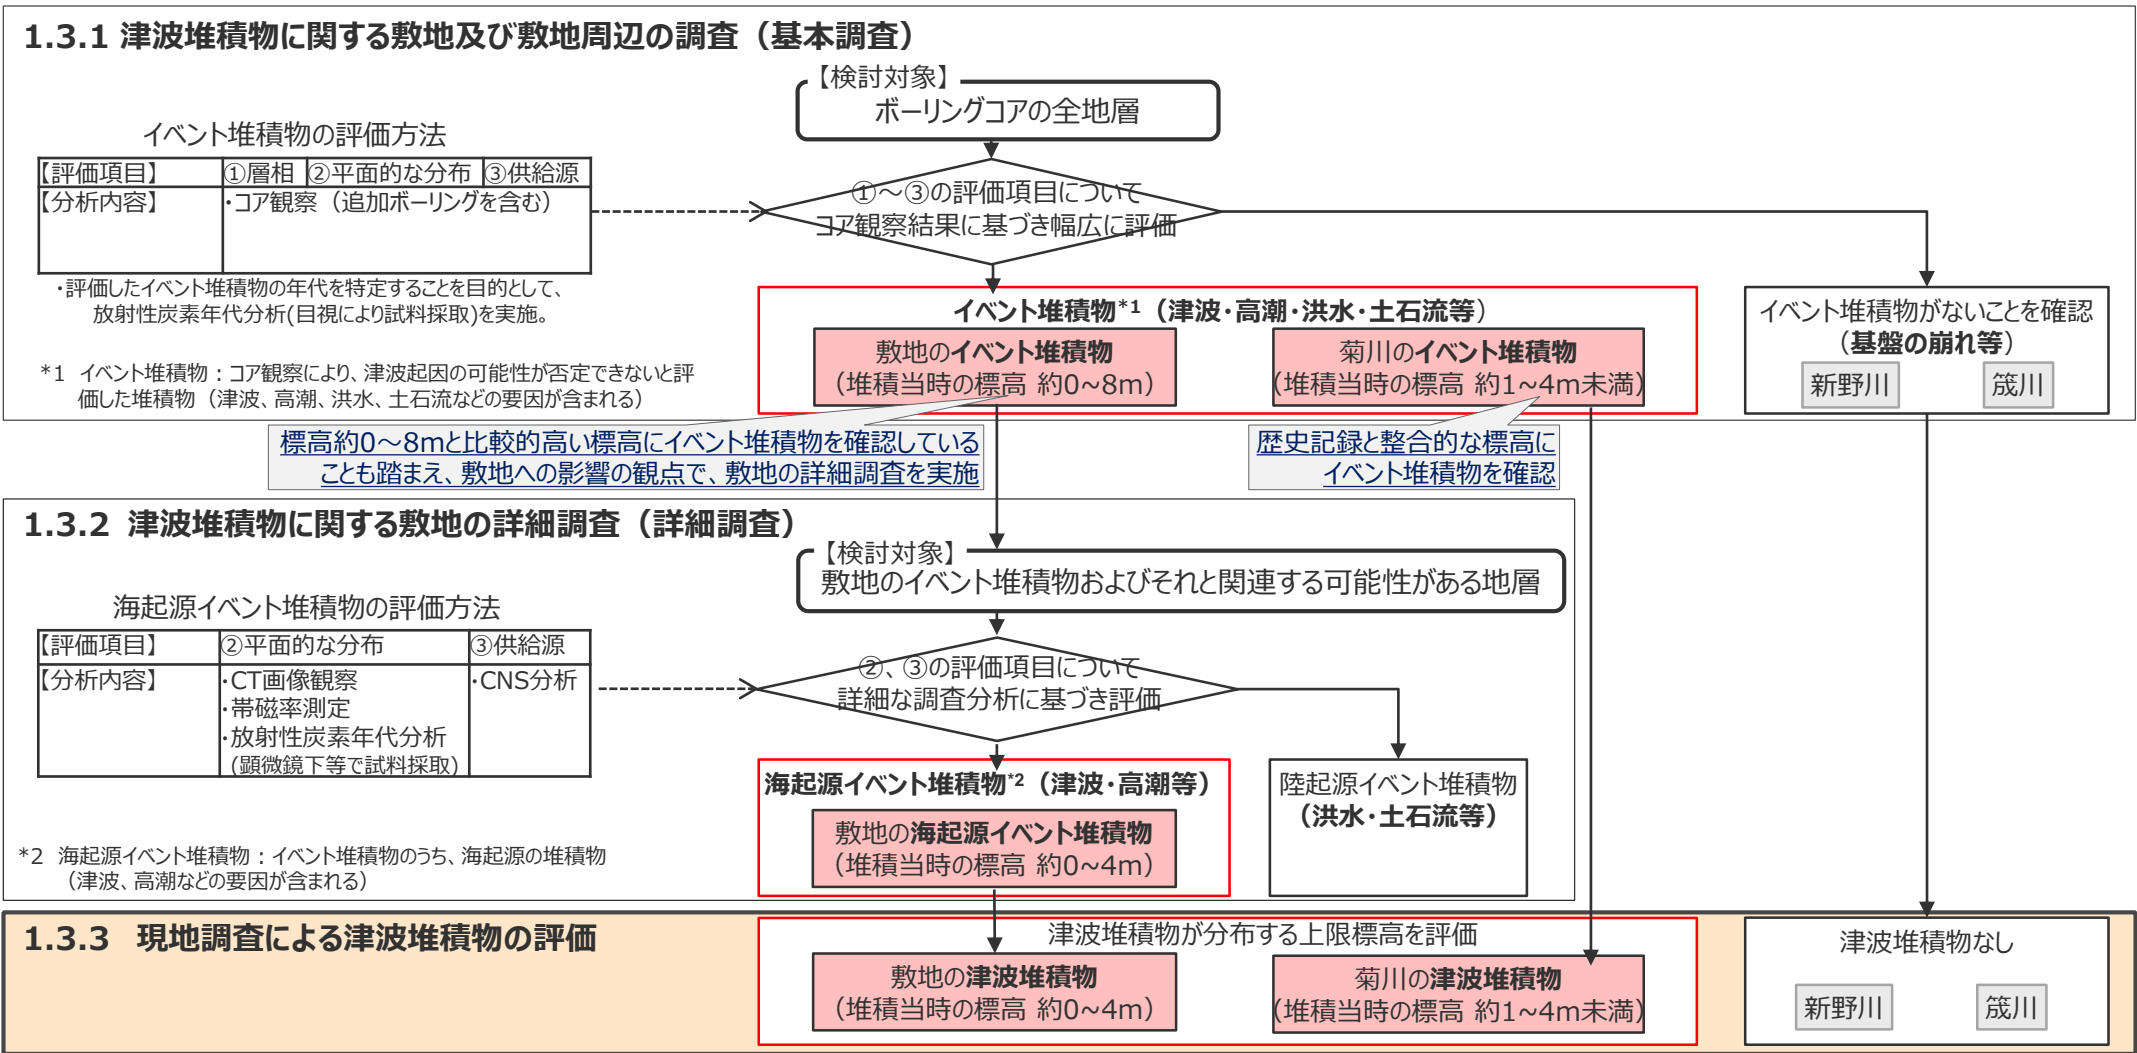 1.3.1 津波堆積物に関する敷地及び敷地周辺の調査（基本調査）
【検討対象】
ボーリングコアの全地層
イベント堆積物の評価方法
【評価項目】 ①層相 ②平面的な分布 ③供給源
【分析内容】 ・コア観察（追加ボーリングを含む）
①～③の評価項目について
コア観察結果に基づき幅広に評価
・評価したイベント堆積物の年代を特定することを目的として、
放射性炭素年代分析(目視により試料採取)を実施。
*1 イベント堆積物：コア観察により、津波起因の可能性が否定できないと評
価した堆積物（津波、高潮、洪水、土石流などの要因が含まれる）
イベント堆積物*1（津波・高潮・洪水・土石流等）
敷地のイベント堆積物
（堆積当時の標高 約0~8m）
菊川のイベント堆積物
（堆積当時の標高 約1~4m未満）
イベント堆積物がないことを確認
（基盤の崩れ等）
新野川 筬川
標高約0～8mと比較的高い標高にイベント堆積物を確認している
ことも踏まえ、敷地への影響の観点で、敷地の詳細調査を実施
歴史記録と整合的な標高に
イベント堆積物を確認
1.3.2 津波堆積物に関する敷地の詳細調査（詳細調査）
【検討対象】
敷地のイベント堆積物およびそれと関連する可能性がある地層
海起源イベント堆積物の評価方法
【評価項目】 ②平面的な分布 ③供給源
【分析内容】 ・CT画像観察 ・CNS分析
・帯磁率測定
・放射性炭素年代分析
（顕微鏡下等で試料採取）
②、③の評価項目について
詳細な調査分析に基づき評価
海起源イベント堆積物*2（津波・高潮等）
敷地の海起源イベント堆積物
（堆積当時の標高 約0~4m）
陸起源イベント堆積物
（洪水・土石流等）
*2 海起源イベント堆積物：イベント堆積物のうち、海起源の堆積物
（津波、高潮などの要因が含まれる）
1.3.3 現地調査による津波堆積物の評価
津波堆積物が分布する上限標高を評価
敷地の津波堆積物
（堆積当時の標高 約0~4m）
菊川の津波堆積物
（堆積当時の標高 約1~4m未満）
津波堆積物なし
新野川 筬川